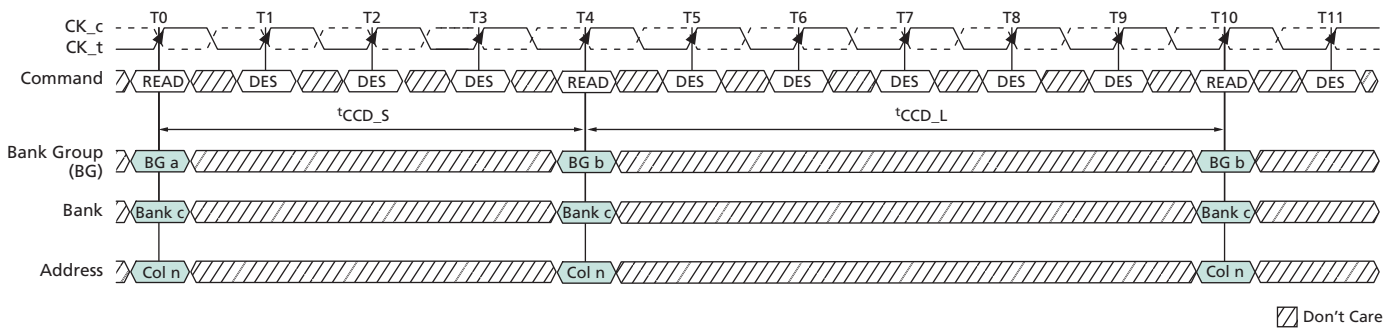 T0 T1 T2 T3 T4 T5 T6 T7 T8 T9 T10 T11
CK_c
CK_t
Command READ DES DES DES READ DES DES DES DES DES READ DES
tCCD_S tCCD_L
Bank Group
(BG)
BG a BG b BG b
Bank Bank c Bank c Bank c
Address Col n Col n Col n
Don't Care